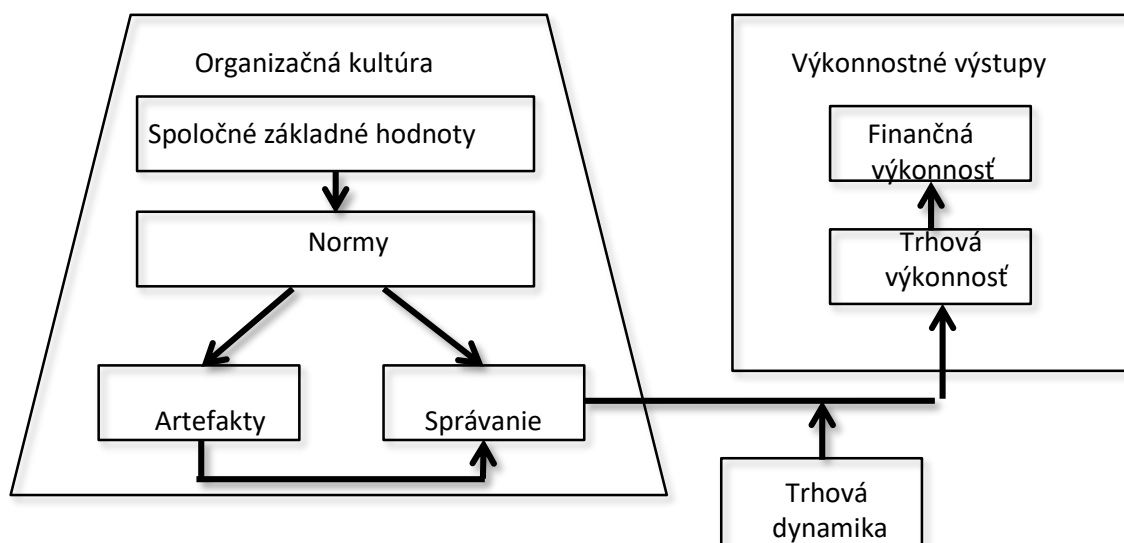 Organizačná kultúra
Spoločné základné hodnoty
Normy
Artefakty
Správanie
Výkonnostné výstupy
Finančná
výkonnosť
Trhová
výkonnosť
Trhová
dynamika